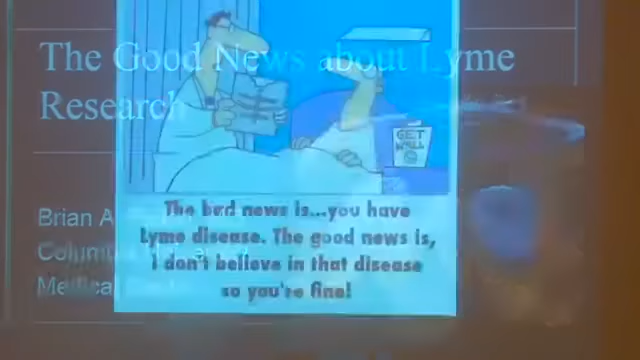 The Good News about Lyme
Research
GET
WELL
Brian A
Colum
Medica
The bad news is...you have
Lyme disease. The good news is,
I don't believe in that disease
so you're fine!